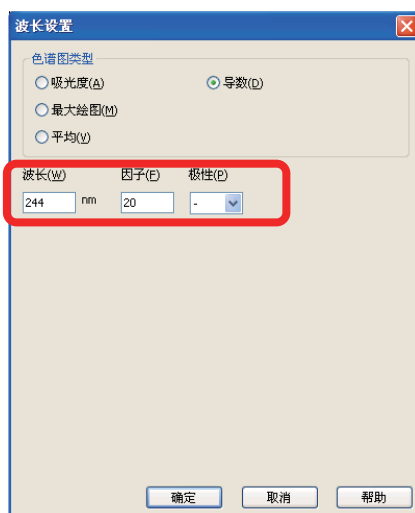 波长设置
色谱图类型
吸光度(A) 导数(D)
最大绘图(M)
平均(V)
波长(W) 因子(F) 极性(P)
244 nm 20 -
确定 取消 帮助